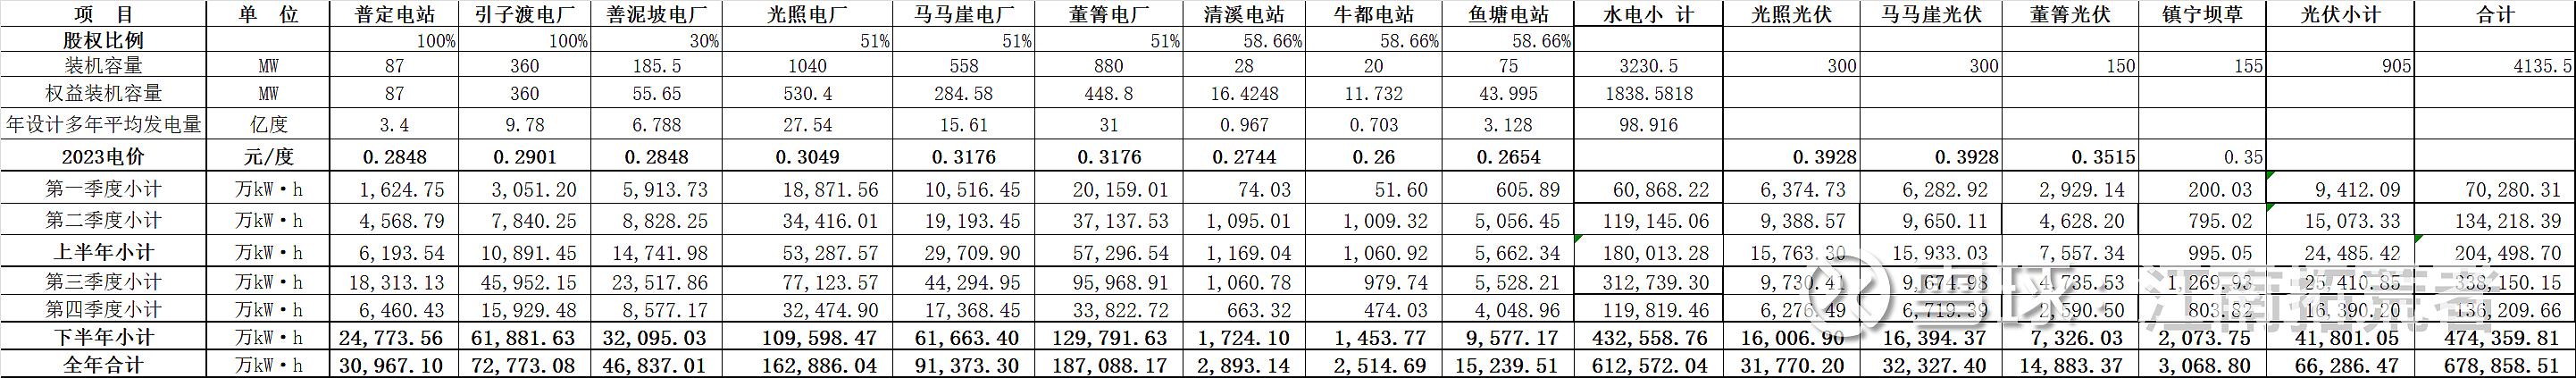 项 目 单 位 普定电站 引子渡电厂 善泥坡电厂 光照电厂 马马崖电厂 董箐电厂 清溪电站 牛都电站 鱼塘电站 水电小 计 光照光伏 马马崖光伏 董箐光伏 镇宁坝草 光伏小计 合计
股权比例 100% 100% 30% 51% 51% 51% 58.66% 58.66% 58.66%
装机容量 MW 87 360 185.5 1040 558 880 28 20 75 3230.5 300 300 150 155 905 4135.5
权益装机容量 MW 87 360 55.65 530.4 284.58 448.8 16.4248 11.732 43.995 1838.5818
年设计多年平均发电量 亿度 3.4 9.78 6.788 27.54 15.61 31 0.967 0.703 3.128 98.916
2023电价 元/度 0.2848 0.2901 0.2848 0.3049 0.3176 0.3176 0.2744 0.26 0.2654 0.3928 0.3928 0.3515 0.35
第一季度小计 万kW·h 1,624.75 3,051.20 5,913.73 18,871.56 10,516.45 20,159.01 74.03 51.60 605.89 60,868.22 6,374.73 6,282.92 2,929.14 200.03 9,412.09 70,280.31
第二季度小计 万kW·h 4,568.79 7,840.25 8,828.25 34,416.01 19,193.45 37,137.53 1,095.01 1,009.32 5,056.45 119,145.06 9,388.57 9,650.11 4,628.20 795.02 15,073.33 134,218.39
上半年小计 万kW·h 6,193.54 10,891.45 14,741.98 53,287.57 29,709.90 57,296.54 1,169.04 1,060.92 5,662.34 180,013.28 15,763.30 15,933.03 7,557.34 995.05 24,485.42 204,498.70
第三季度小计 万kW·h 18,313.13 45,952.15 23,517.86 77,123.57 44,294.95 95,968.91 1,060.78 979.74 5,528.21 312,739.30 9,730.41 9,674.98 4,735.53 1,269.93 25,410.85 338,150.15
第四季度小计 万kW·h 6,460.43 15,929.48 8,577.17 32,474.90 17,368.45 33,822.72 663.32 474.03 4,048.96 119,819.46 6,276.49 6,719.39 2,590.50 803.82 16,390.20 136,209.66
下半年小计 万kW·h 24,773.56 61,881.63 32,095.03 109,598.47 61,663.40 129,791.63 1,724.10 1,453.77 9,577.17 432,558.76 16,006.90 16,394.37 7,326.03 2,073.75 41,801.05 474,359.81
全年合计 万kW·h 30,967.10 72,773.08 46,837.01 162,886.04 91,373.30 187,088.17 2,893.14 2,514.69 15,239.51 612,572.04 31,770.20 32,327.40 14,883.37 3,068.80 66,286.47 678,858.51
雪球:江南拓荒者